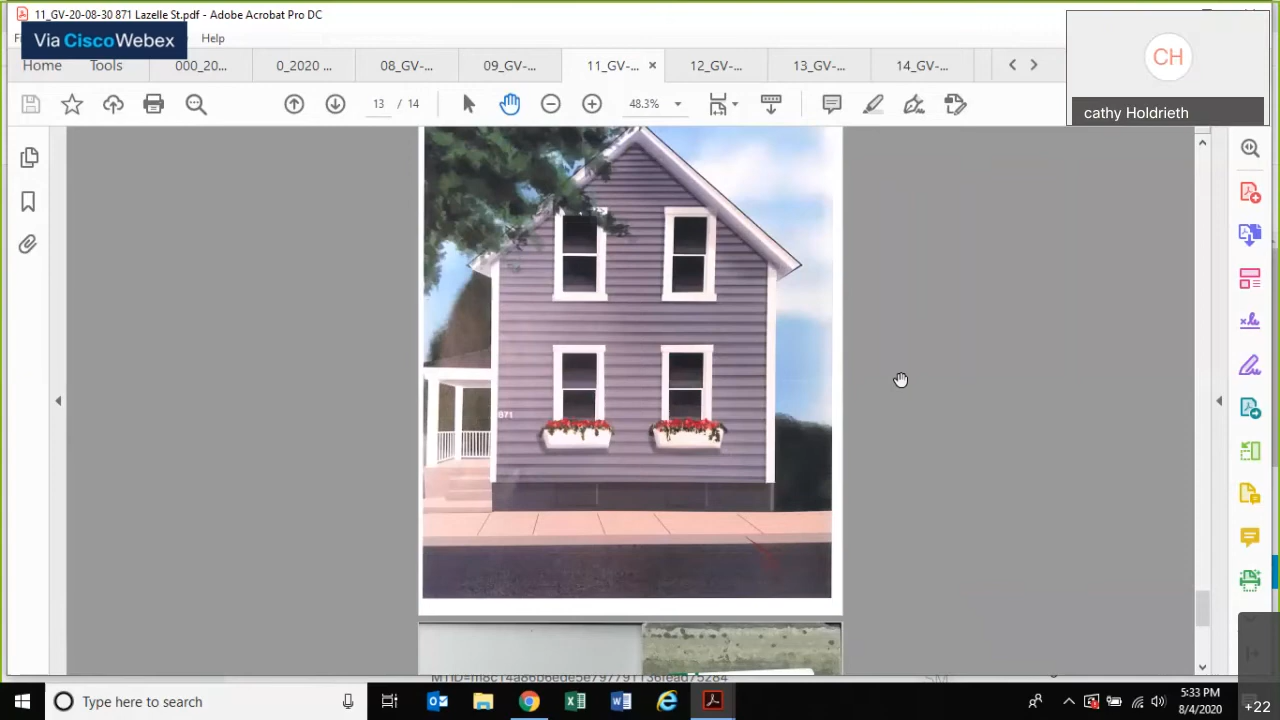 11_GV-20-08-30 871 Lazelle St.pdf - Adobe Acrobat Pro DC
Via Cisco Webex
Help
Home Tools 000_20... 0_2020 ... 08_GV-... 09_GV-... 11_GV-... × 12_GV-... 13_GV-... 14_GV-...
13 / 14 48.3%
CH
cathy Holdrieth
871
Type here to search
5:33 PM
8/4/2020
+22